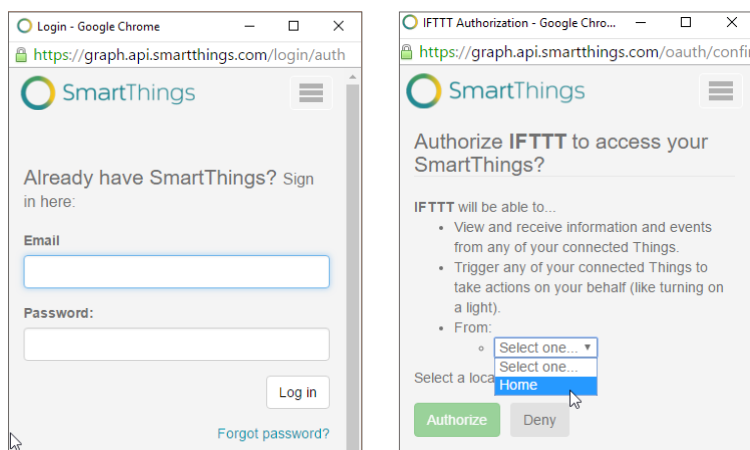 Login - Google Chrome
https://graph.api.smartthings.com/login/auth
SmartThings
Already have SmartThings? Sign
in here:
Email
Password:
Log in
Forgot password?
IFTTT Authorization - Google Chro...
https://graph.api.smartthings.com/oauth/confir
SmartThings
Authorize IFTTT to access your
SmartThings?
IFTTT will be able to...
• View and receive information and events
from any of your connected Things.
• Trigger any of your connected Things to
take actions on your behalf (like turning on
a light).
• From:
Select one...
Select one...
Home
Select a loca
Authorize
Deny